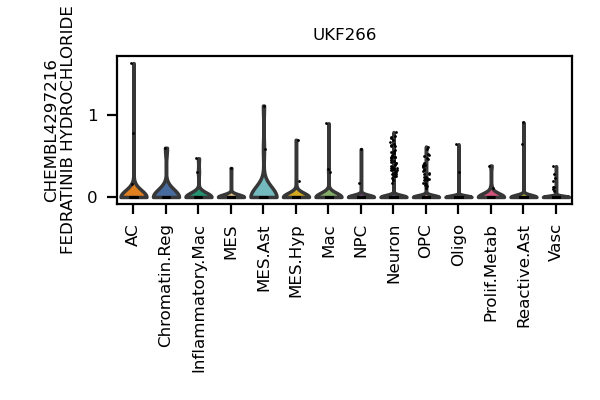 UKF266
CHEMBL4297216
FEDRATINIB HYDROCHLORIDE
1
0
AC
Chromatin.Reg
Inflammatory.Mac
MES
MES.Ast
MES.Hyp
Mac
NPC
Neuron
OPC
Oligo
Prolif.Metab
Reactive.Ast
Vasc